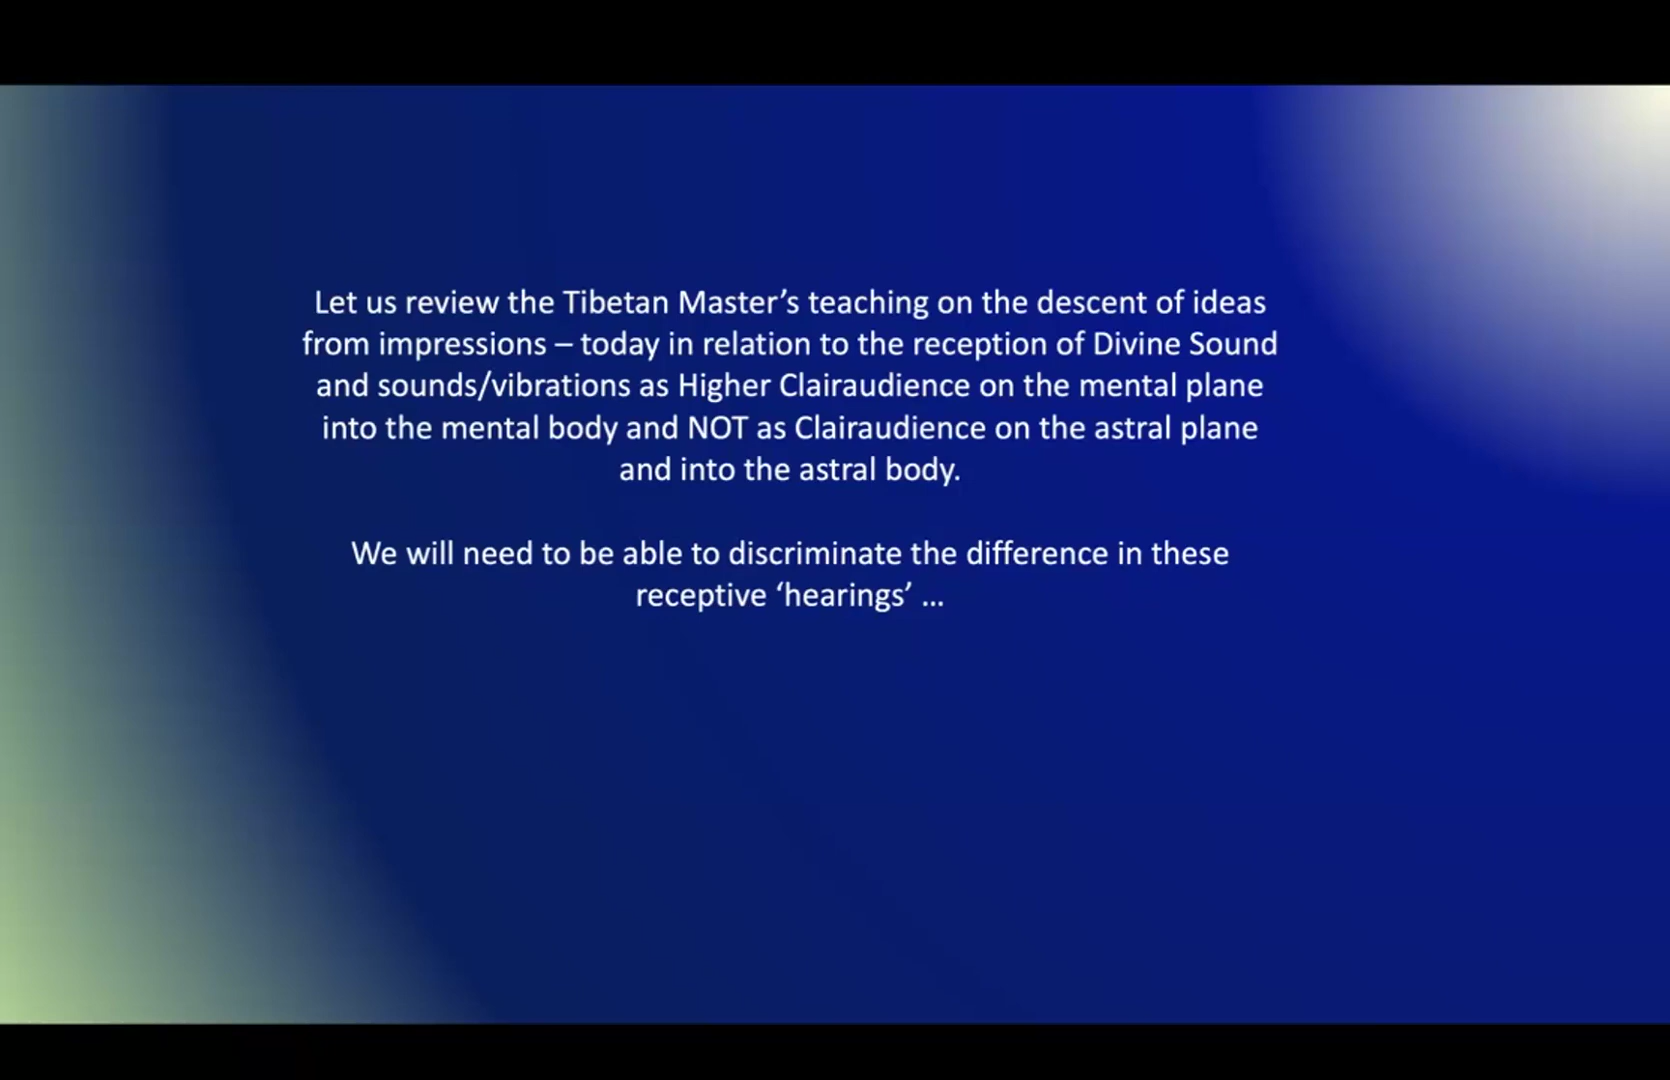 Let us review the Tibetan Master’s teaching on the descent of ideas
from impressions – today in relation to the reception of Divine Sound
and sounds/vibrations as Higher Clairaudience on the mental plane
into the mental body and NOT as Clairaudience on the astral plane
and into the astral body.
We will need to be able to discriminate the difference in these
receptive ‘hearings’ ...